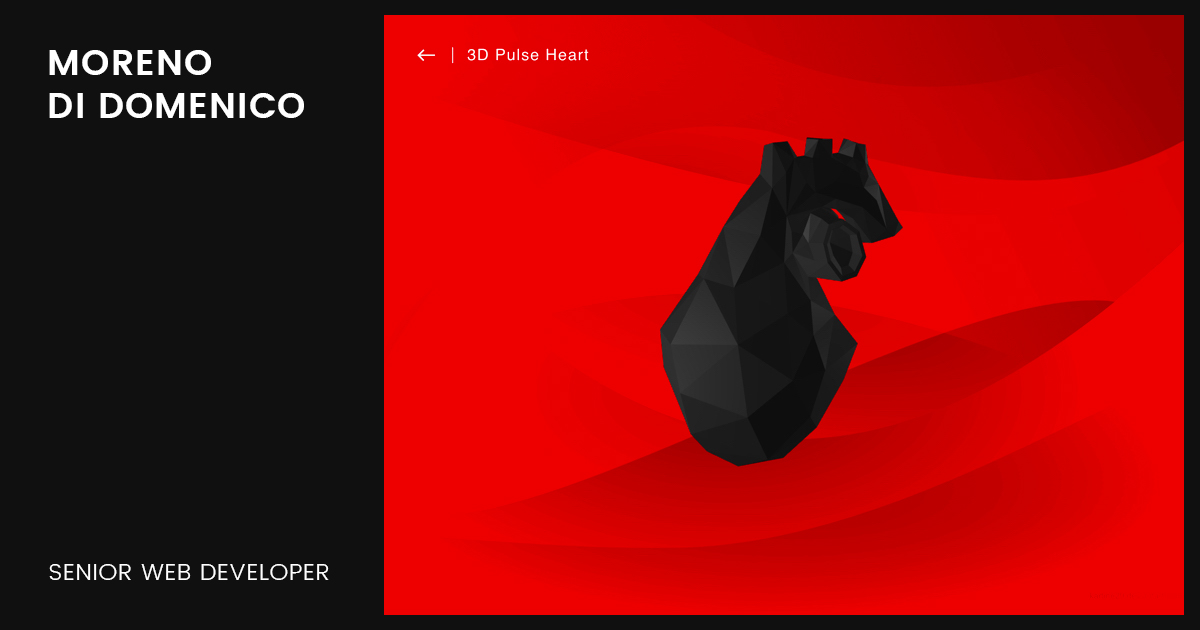 MORENO
DI DOMENICO
← | 3D Pulse Heart
SENIOR WEB DEVELOPER